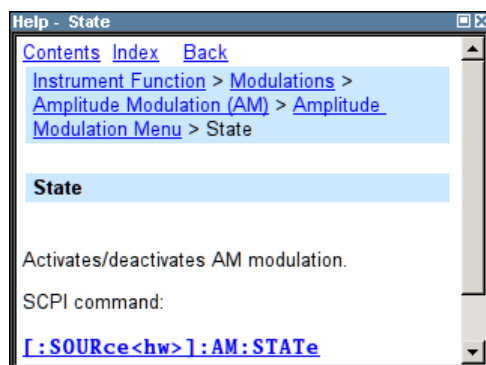 Help - State
Contents Index Back
Instrument Function > Modulations >
Amplitude Modulation (AM) > Amplitude
Modulation Menu > State
State
Activates/deactivates AM modulation.
SCPI command:
[:SOURce<hw>]:AM:STATe